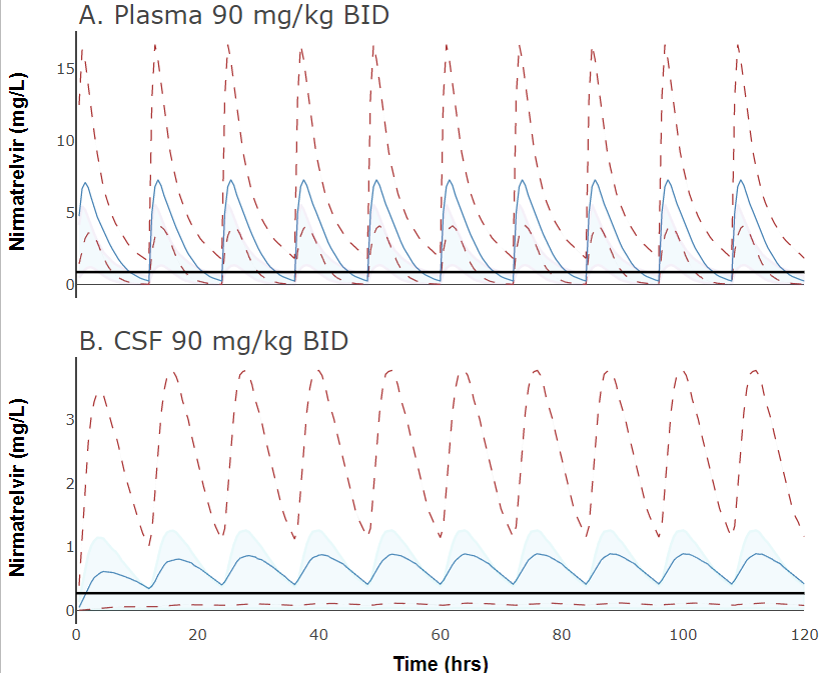 A. Plasma 90 mg/kg BID
Nirmatrelvir (mg/L)
15
10
5
0
B. CSF 90 mg/kg BID
Nirmatrelvir (mg/L)
3
2
1
0
0 20 40 60 80 100 120
Time (hrs)